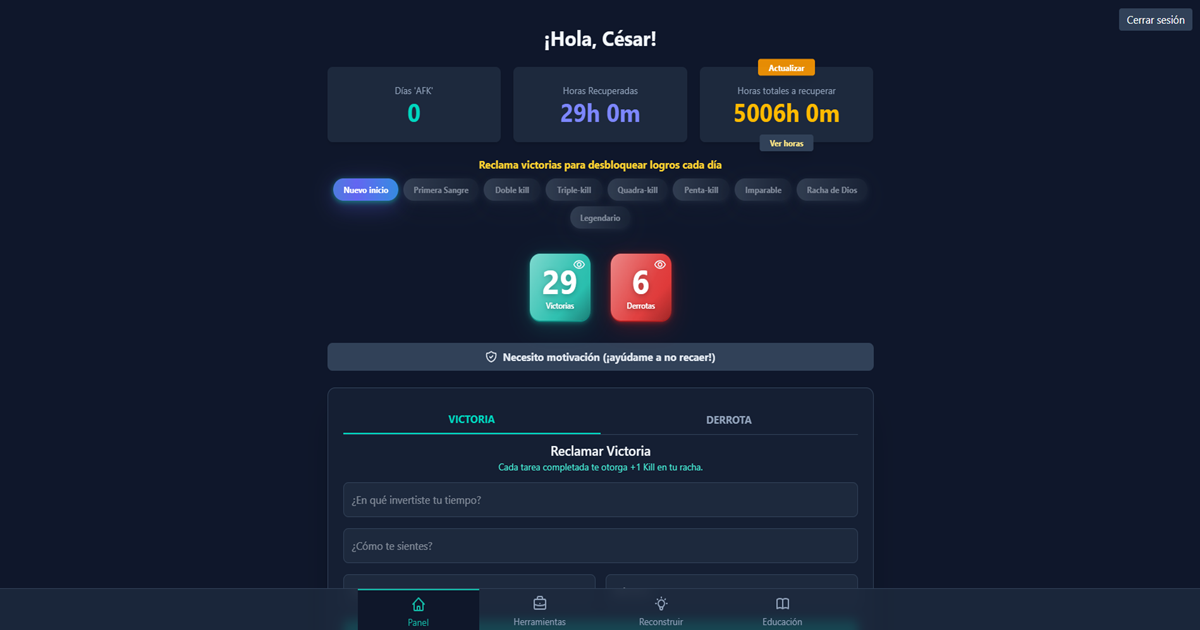 Cerrar sesión
¡Hola, César!
Actualizar
Días 'AFK'
0
Horas Recuperadas
29h 0m
Horas totales a recuperar
5006h 0m
Ver horas
Reclama victorias para desbloquear logros cada día
Nuevo inicio Primera Sangre Doble kill Triple-kill Quadra-kill Penta-kill Imparable Racha de Dios
Legendario
29
Victorias
6
Derrotas
Necesito motivación (¡ayúdame a no recaer!)
VICTORIA DERROTA
Reclamar Victoria
Cada tarea completada te otorga +1 Kill en tu racha.
¿En qué invertiste tu tiempo?
¿Cómo te sientes?
Panel Herramientas Reconstruir Educación